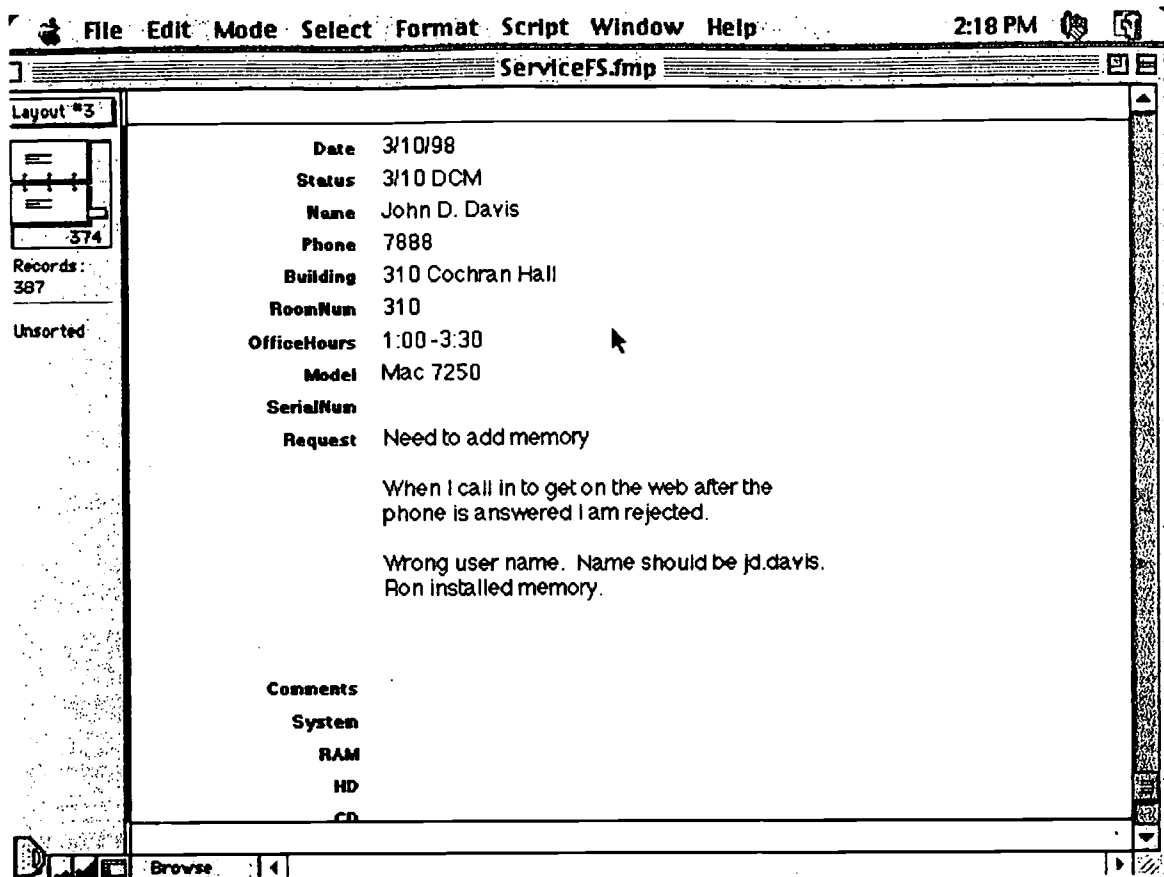 File Edit Mode Select Format Script Window Help 2:18 PM
ServiceFS.fmp
Layout #3
374
Records:
387
Unsorted
Date 3/10/98
Status 3/10 DCM
Name John D. Davis
Phone 7888
Building 310 Cochran Hall
RoomNum 310
OfficeHours 1:00-3:30
Model Mac 7250
SerialNum
Request Need to add memory
When I call in to get on the web after the
phone is answered I am rejected.
Wrong user name. Name should be jd.davis.
Ron installed memory.
Comments
System
RAM
HD
CD
Browse